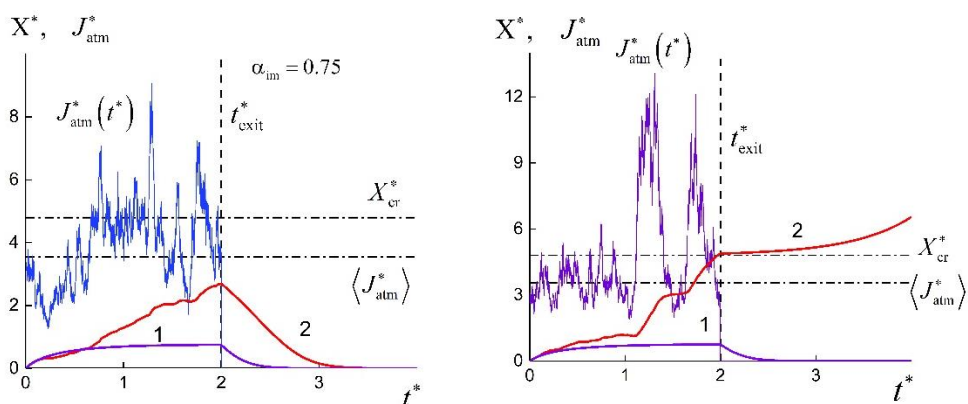 X*, J*atm
αim = 0.75
J*atm(t*)
t*exit
8
6
4
2
0
X*cr
⟨J*atm⟩
1
2
0
1
2
3
t*
X*, J*atm
J*atm(t*)
12
9
6
3
0
t*exit
2
X*cr
⟨J*atm⟩
1
0
1
2
3
t*